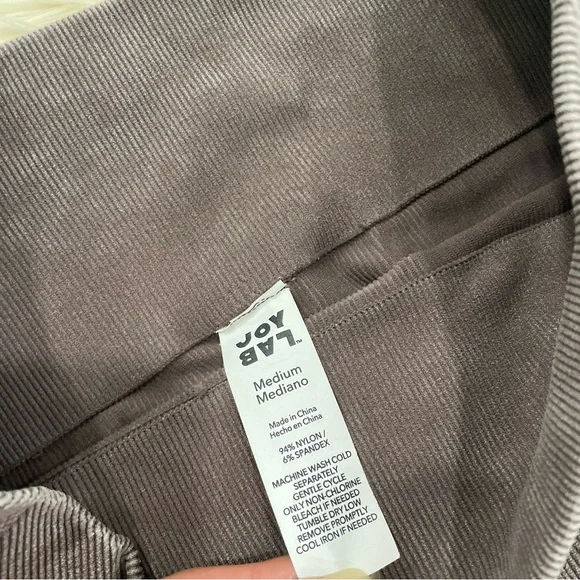 JOY
LAB™
Medium
Mediano
Made in China
Hecho en China
94% NYLON /
6% SPANDEX
MACHINE WASH COLD
SEPARATELY
GENTLE CYCLE
ONLY NON-CHLORINE
BLEACH IF NEEDED
TUMBLE DRY LOW
REMOVE PROMPTLY
COOL IRON IF NEEDED